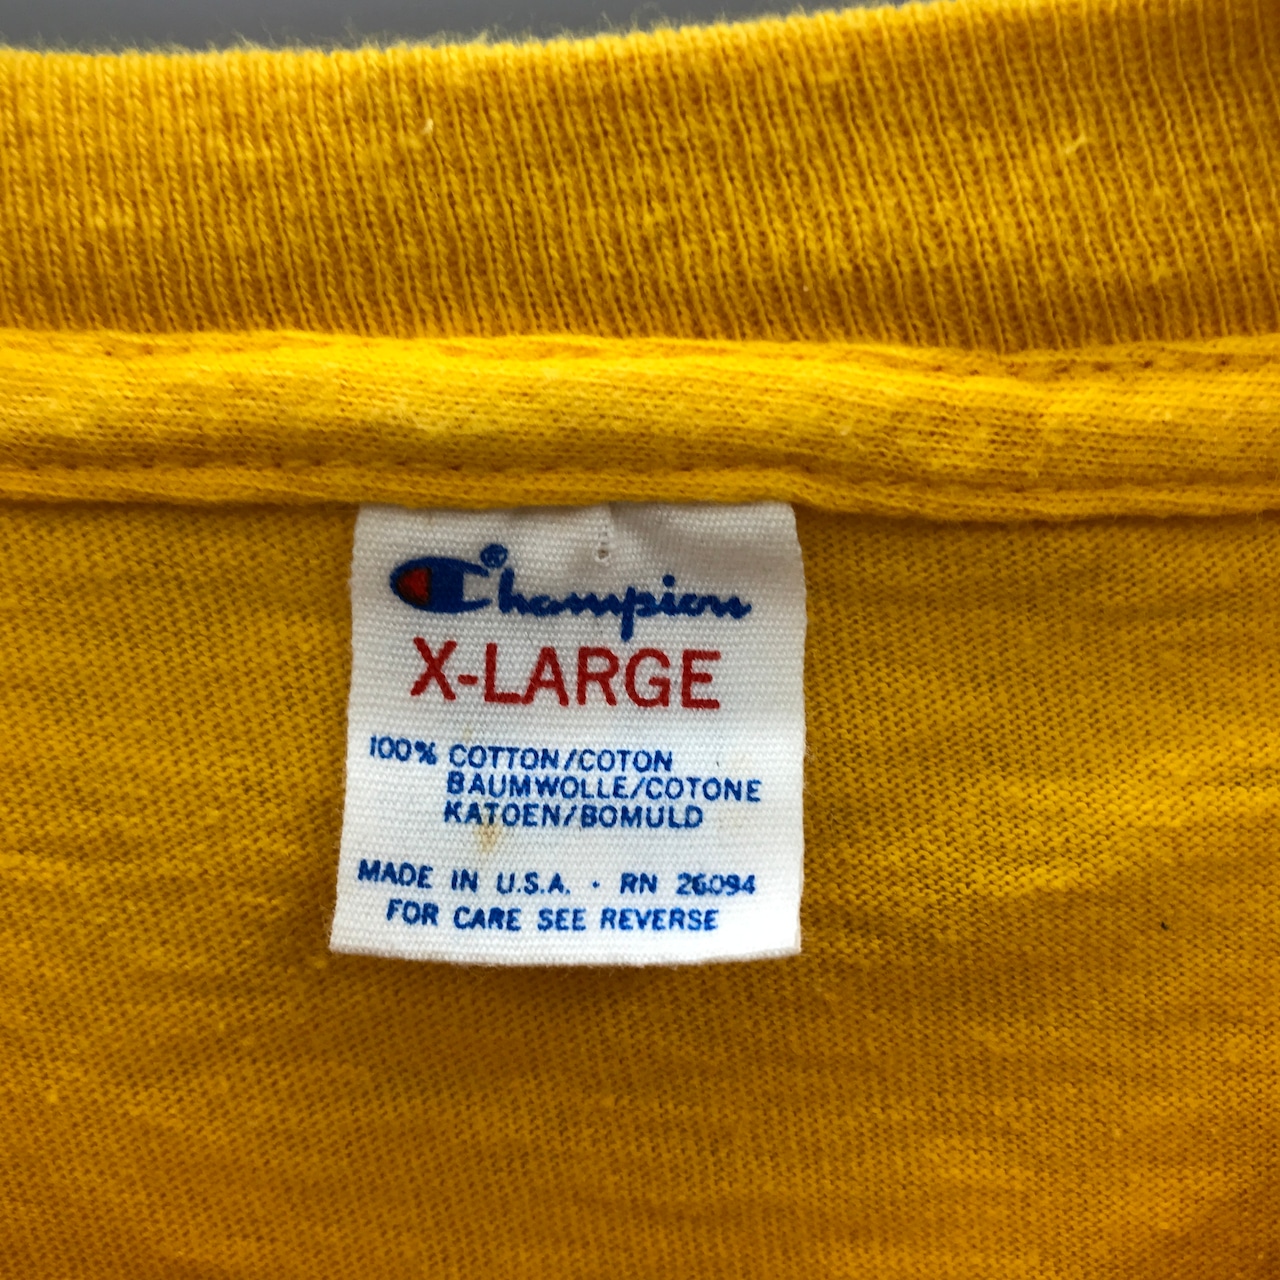 Champion®
X-LARGE
100% COTTON/COTON
BAUMWOLLE/COTONE
KATOEN/BOMULD
MADE IN U.S.A. · RN 26094
FOR CARE SEE REVERSE